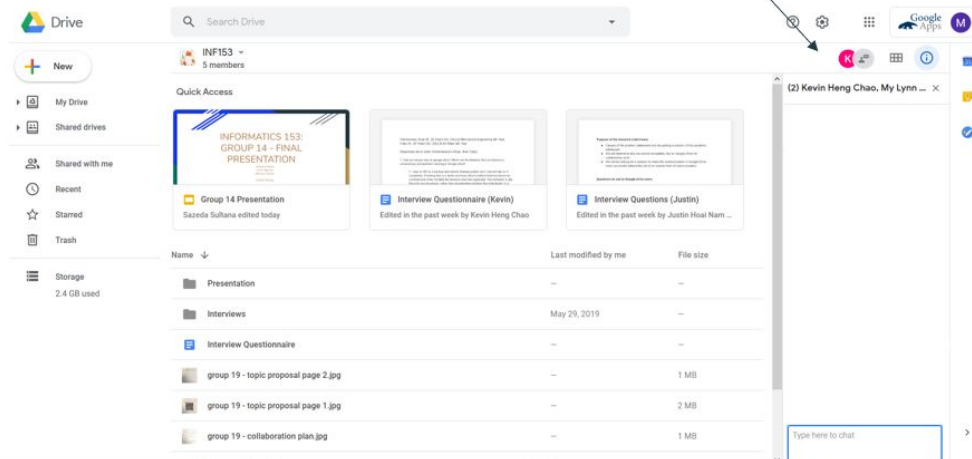 Drive
Search Drive
Google
Apps
M
New
INF153
5 members
K
(2) Kevin Heng Chao, My Lynn ...
My Drive
Shared drives
Shared with me
Recent
Starred
Trash
Storage
2.4 GB used
Quick Access
INFORMATICS 153:
GROUP 14 - FINAL
PRESENTATION
Group 14 Presentation
Sazeda Sultana edited today
Interview Questionnaire (Kevin)
Edited in the past week by Kevin Heng Chao
Interview Questions (Justin)
Edited in the past week by Justin Hoai Nam ...
Name Last modified by me File size
Presentation – –
Interviews May 29, 2019 –
Interview Questionnaire – –
group 19 - topic proposal page 2.jpg – 1 MB
group 19 - topic proposal page 1.jpg – 2 MB
group 19 - collaboration plan.jpg – 1 MB
Type here to chat